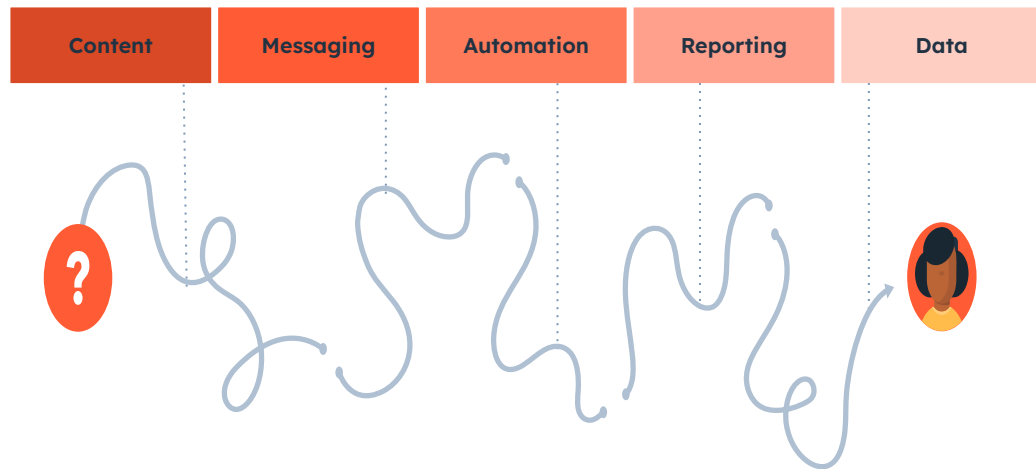 Content
Messaging
Automation
Reporting
Data
?